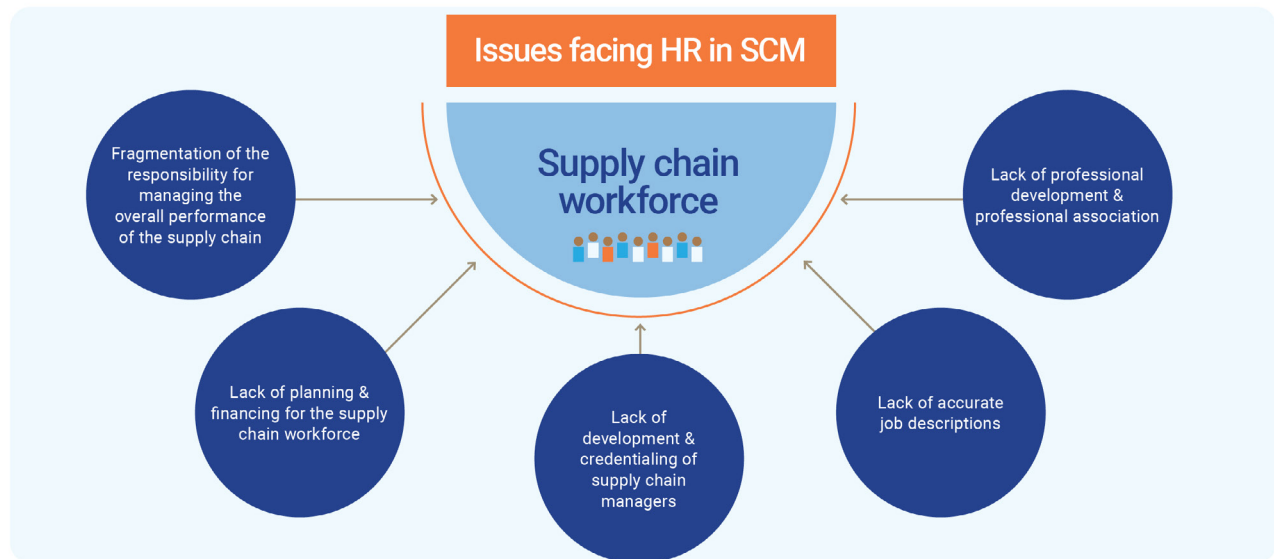 Issues facing HR in SCM
Supply chain
workforce
Fragmentation of the
responsibility for
managing the
overall performance
of the supply chain
Lack of planning &
financing for the supply
chain workforce
Lack of
development &
credentialing of
supply chain
managers
Lack of accurate
job descriptions
Lack of professional
development &
professional association